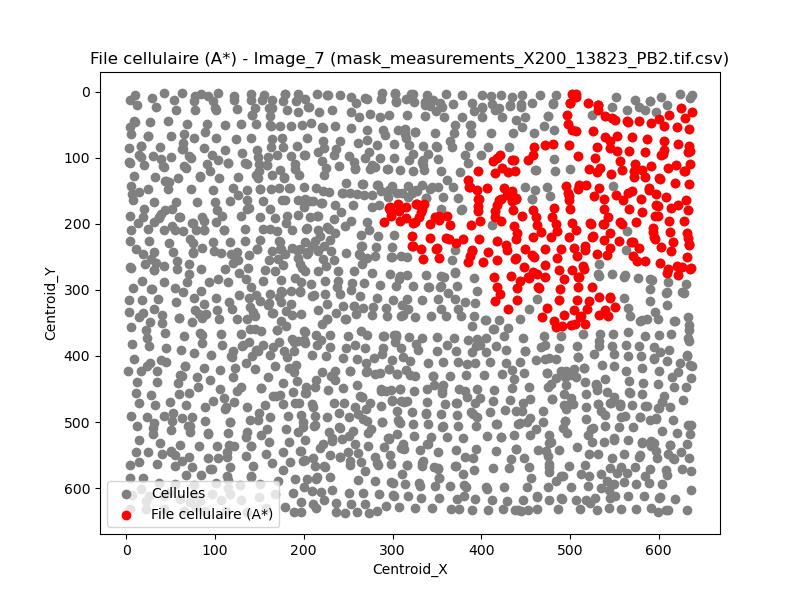 File cellulaire (A*) - Image_7 (mask_measurements_X200_13823_PB2.tif.csv)
Centroid_Y
0
100
200
300
400
500
600
Cellules
File cellulaire (A*)
0 100 200 300 400 500 600
Centroid_X